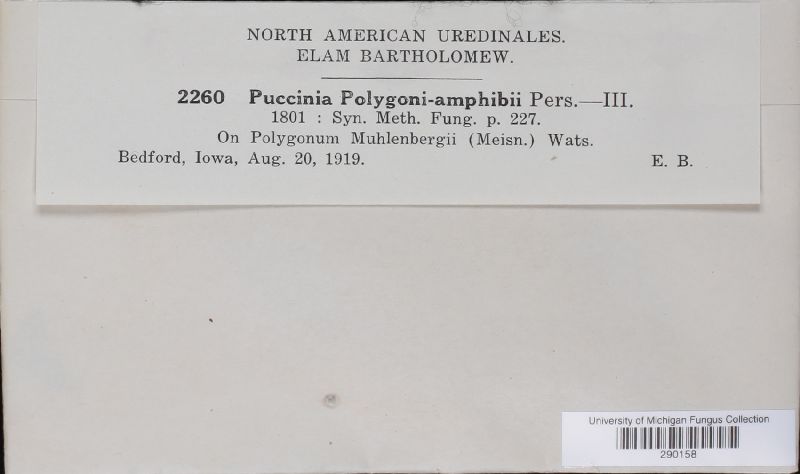 NORTH AMERICAN UREDINALES.
ELAM BARTHOLOMEW.
2260 Puccinia Polygoni-amphibii Pers.—III.
1801 : Syn. Meth. Fung. p. 227.
On Polygonum Muhlenbergii (Meisn.) Wats.
Bedford, Iowa, Aug. 20, 1919. E. B.
University of Michigan Fungus Collection
290158